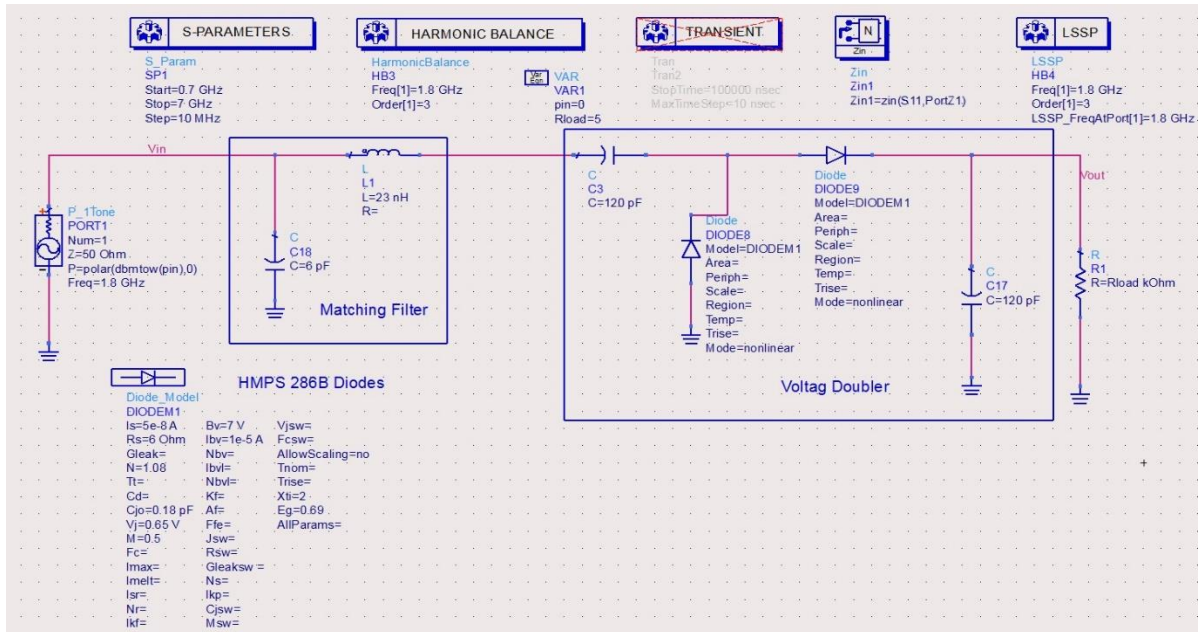 S-PARAMETERS
S_Param
SP1
Start=0.7 GHz
Stop=7 GHz
Step=10 MHz
HARMONIC BALANCE
HarmonicBalance
HB3
Freq[1]=1.8 GHz
Order[1]=3
Var
Eqn
VAR
VAR1
pin=0
Rload=5
TRANSIENT
Tran
Tran2
StopTime=100000 nsec
MaxTimeStep=10 nsec
N
Zin
Zin
Zin1
Zin1=zin(S11,PortZ1)
LSSP
LSSP
HB4
Freq[1]=1.8 GHz
Order[1]=3
LSSP_FreqAtPort[1]=1.8 GHz
Vin
P_1Tone
PORT1
Num=1
Z=50 Ohm
P=polar(dbmtow(pin),0)
Freq=1.8 GHz
L
L1
L=23 nH
R=
C
C18
C=6 pF
Matching Filter
C
C3
C=120 pF
Diode
DIODE8
Model=DIODEM1
Area=
Periph=
Scale=
Region=
Temp=
Trise=
Mode=nonlinear
Diode
DIODE9
Model=DIODEM1
Area=
Periph=
Scale=
Region=
Temp=
Trise=
Mode=nonlinear
C
C17
C=120 pF
Voltag Doubler
Vout
R
R1
R=Rload kOhm
HMPS 286B Diodes
Diode_Model
DIODEM1
Is=5e-8 A
Rs=6 Ohm
Gleak=
N=1.08
Tt=
Cd=
Cjo=0.18 pF
Vj=0.65 V
M=0.5
Fc=
Imax=
Imelt=
Isr=
Nr=
Ikf=
Bv=7 V
Ibv=1e-5 A
Nbv=
Ibvl=
Nbvl=
Kf=
Af=
Ffe=
Jsw=
Rsw=
Gleaksw=
Ns=
Ikp=
Cjsw=
Msw=
Vjsw=
Fcsw=
AllowScaling=no
Tnom=
Trise=
Xti=2
Eg=0.69
AllParams=